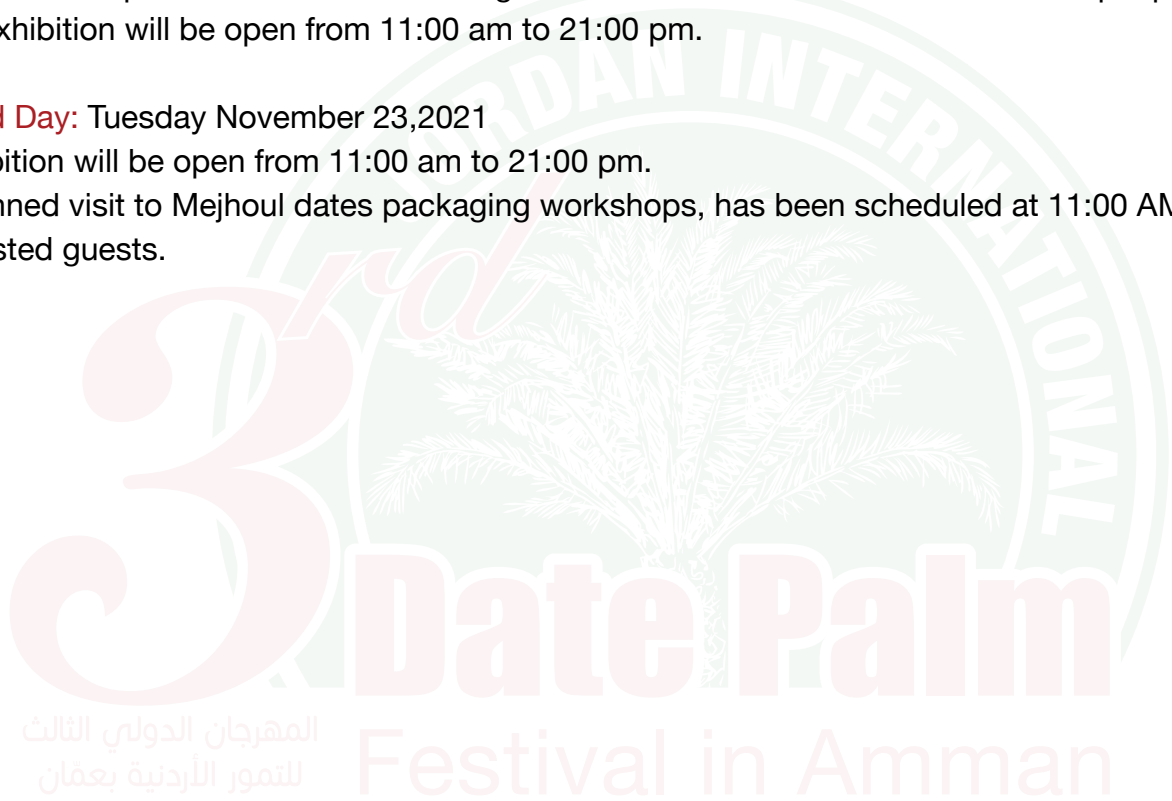 xhibition will be open from 11:00 am to 21:00 pm.
d Day: Tuesday November 23,2021
bition will be open from 11:00 am to 21:00 pm.
nned visit to Mejhoul dates packaging workshops, has been scheduled at 11:00 AM
sted guests.
JORDAN INTERNATIONAL
3rd
Date Palm
Festival in Amman
المهرجان الدولي الثالث
للتمور الأردنية بعمّان